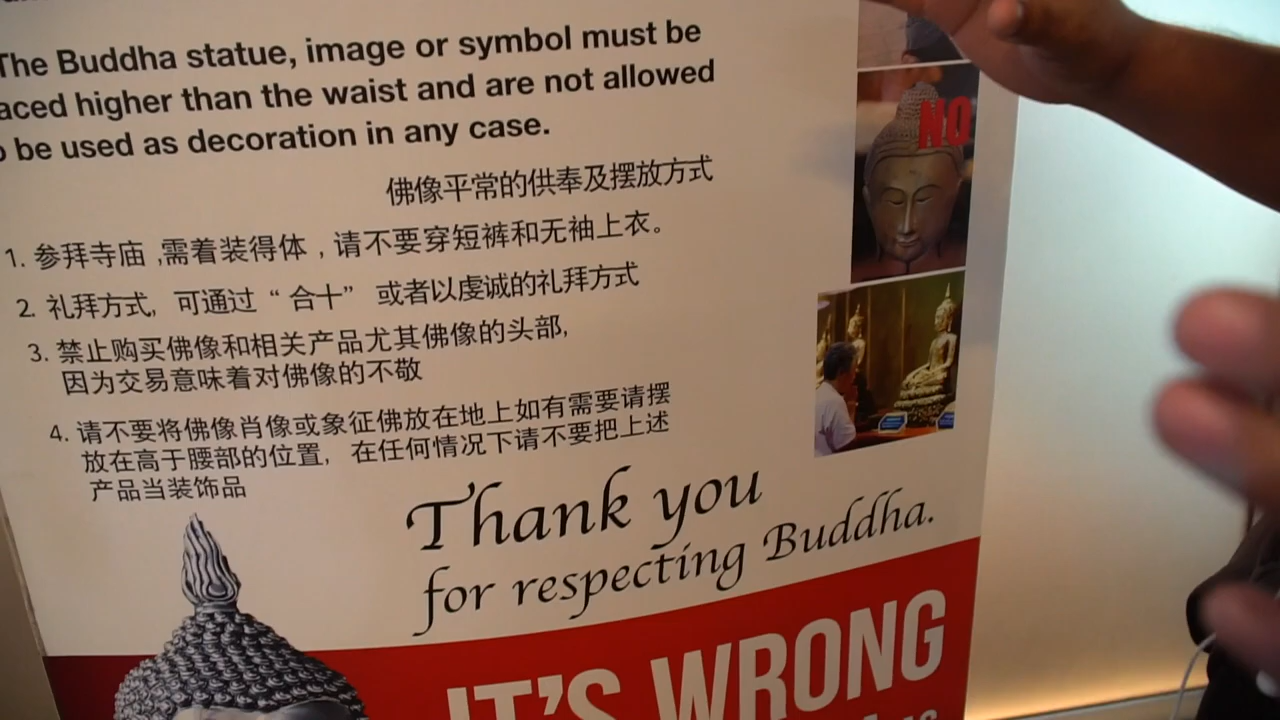 The Buddha statue, image or symbol must be
aced higher than the waist and are not allowed
be used as decoration in any case.
佛像平常的供奉及摆放方式
1. 参拜寺庙 ,需着装得体 , 请不要穿短裤和无袖上衣。
2. 礼拜方式, 可通过 “ 合十” 或者以虔诚的礼拜方式
3. 禁止购买佛像和相关产品尤其佛像的头部,
因为交易意味着对佛像的不敬
4. 请不要将佛像肖像或象征佛放在地上如有需要请摆
放在高于腰部的位置, 在任何情况下请不要把上述
产品当装饰品
NO
Thank you
for respecting Buddha.
IT'S WRONG